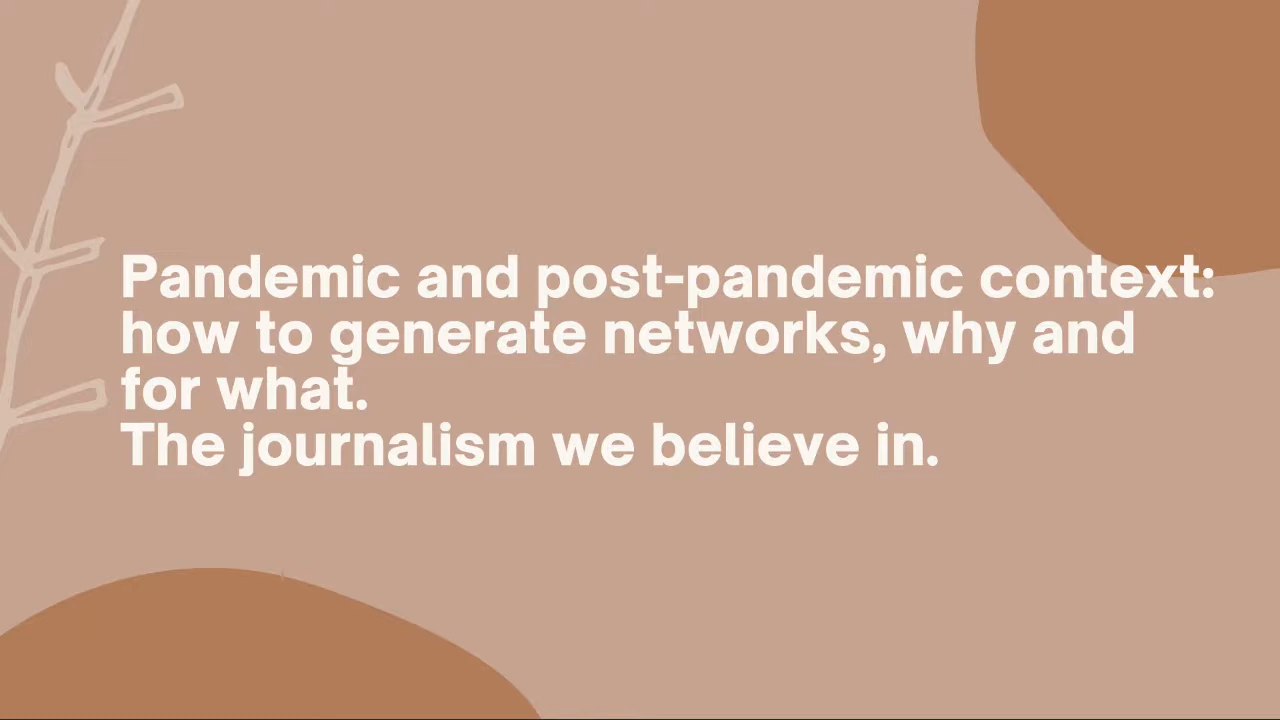 Pandemic and post-pandemic context:
how to generate networks, why and
for what.
The journalism we believe in.